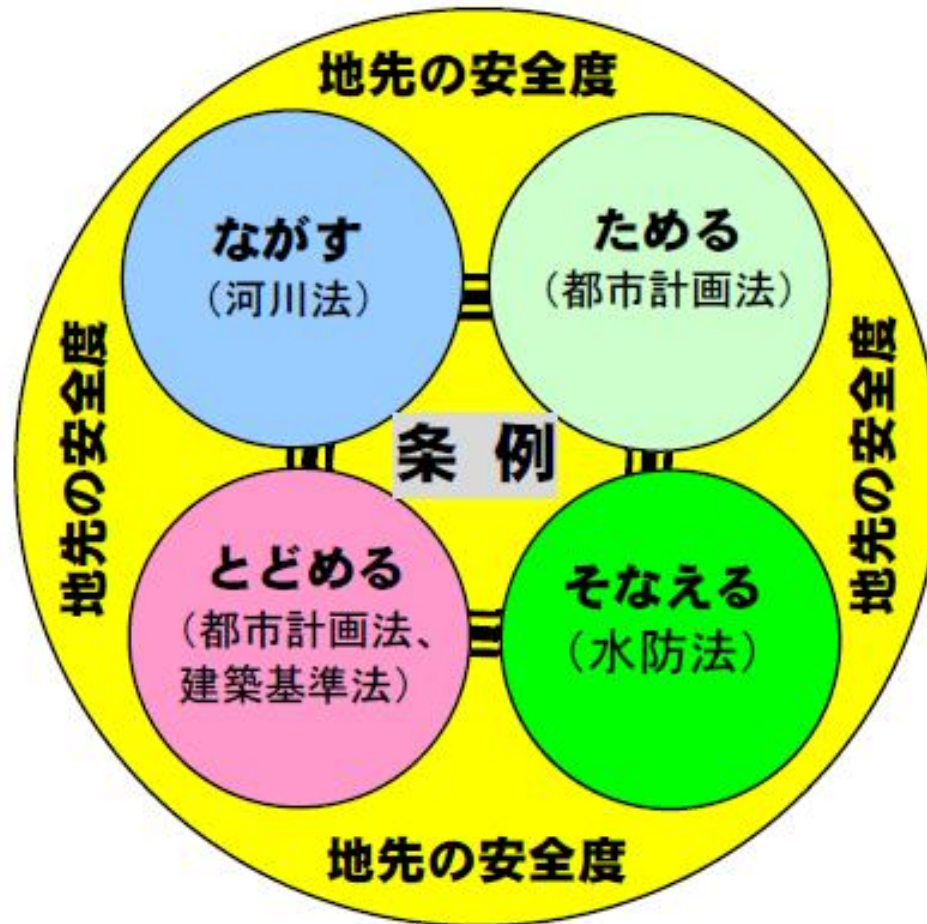 地先の安全度
ながす
（河川法）
ためる
（都市計画法）
地先の安全度
条 例
地先の安全度
とどめる
（都市計画法、
建築基準法）
そなえる
（水防法）
地先の安全度